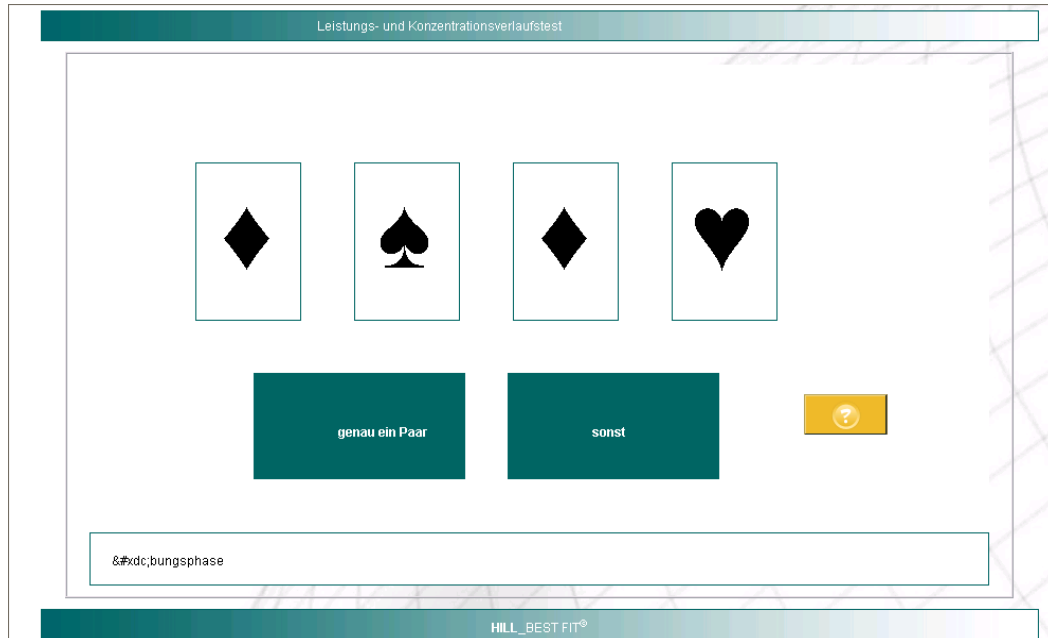 Leistungs- und Konzentrationsverlaufstest
genau ein Paar
sonst
?
&#xdc;bungsphase
HILL_BEST FIT®